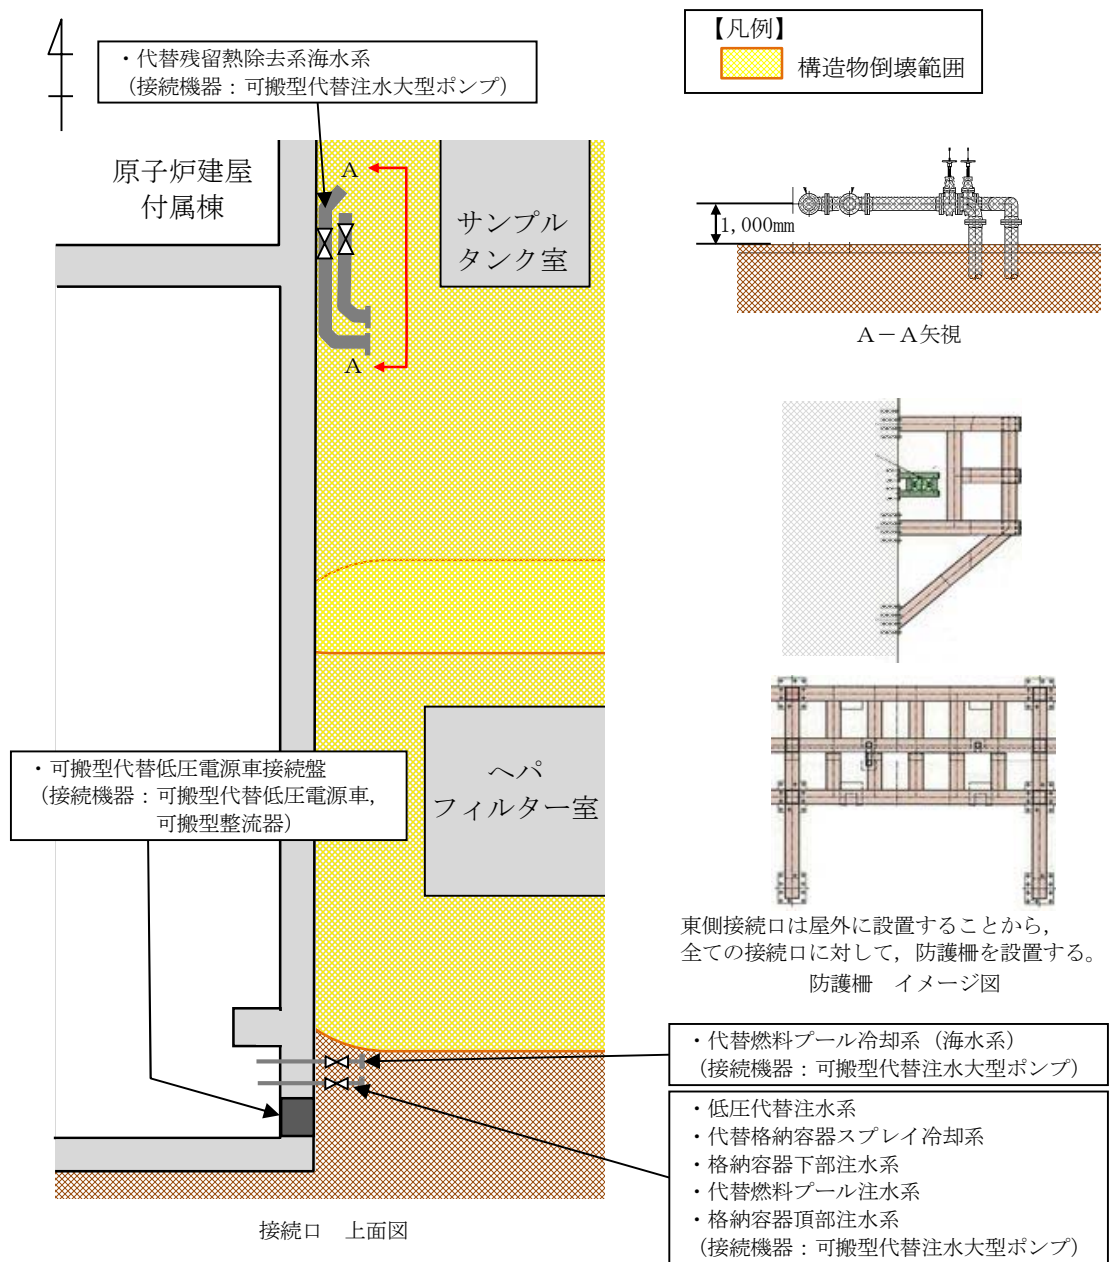 【凡例】
構造物倒壊範囲
・代替残留熱除去系海水系
(接続機器：可搬型代替注水大型ポンプ)
原子炉建屋
付属棟
A
サンプル
タンク室
A
1,000mm
A－A矢視
・可搬型代替低圧電源車接続盤
(接続機器：可搬型代替低圧電源車,
可搬型整流器)
ヘパ
フィルター室
東側接続口は屋外に設置することから,
全ての接続口に対して, 防護柵を設置する。
防護柵　イメージ図
・代替燃料プール冷却系 (海水系)
(接続機器：可搬型代替注水大型ポンプ)
・低圧代替注水系
・代替格納容器スプレイ冷却系
・格納容器下部注水系
・代替燃料プール注水系
・格納容器頂部注水系
(接続機器：可搬型代替注水大型ポンプ)
接続口　上面図